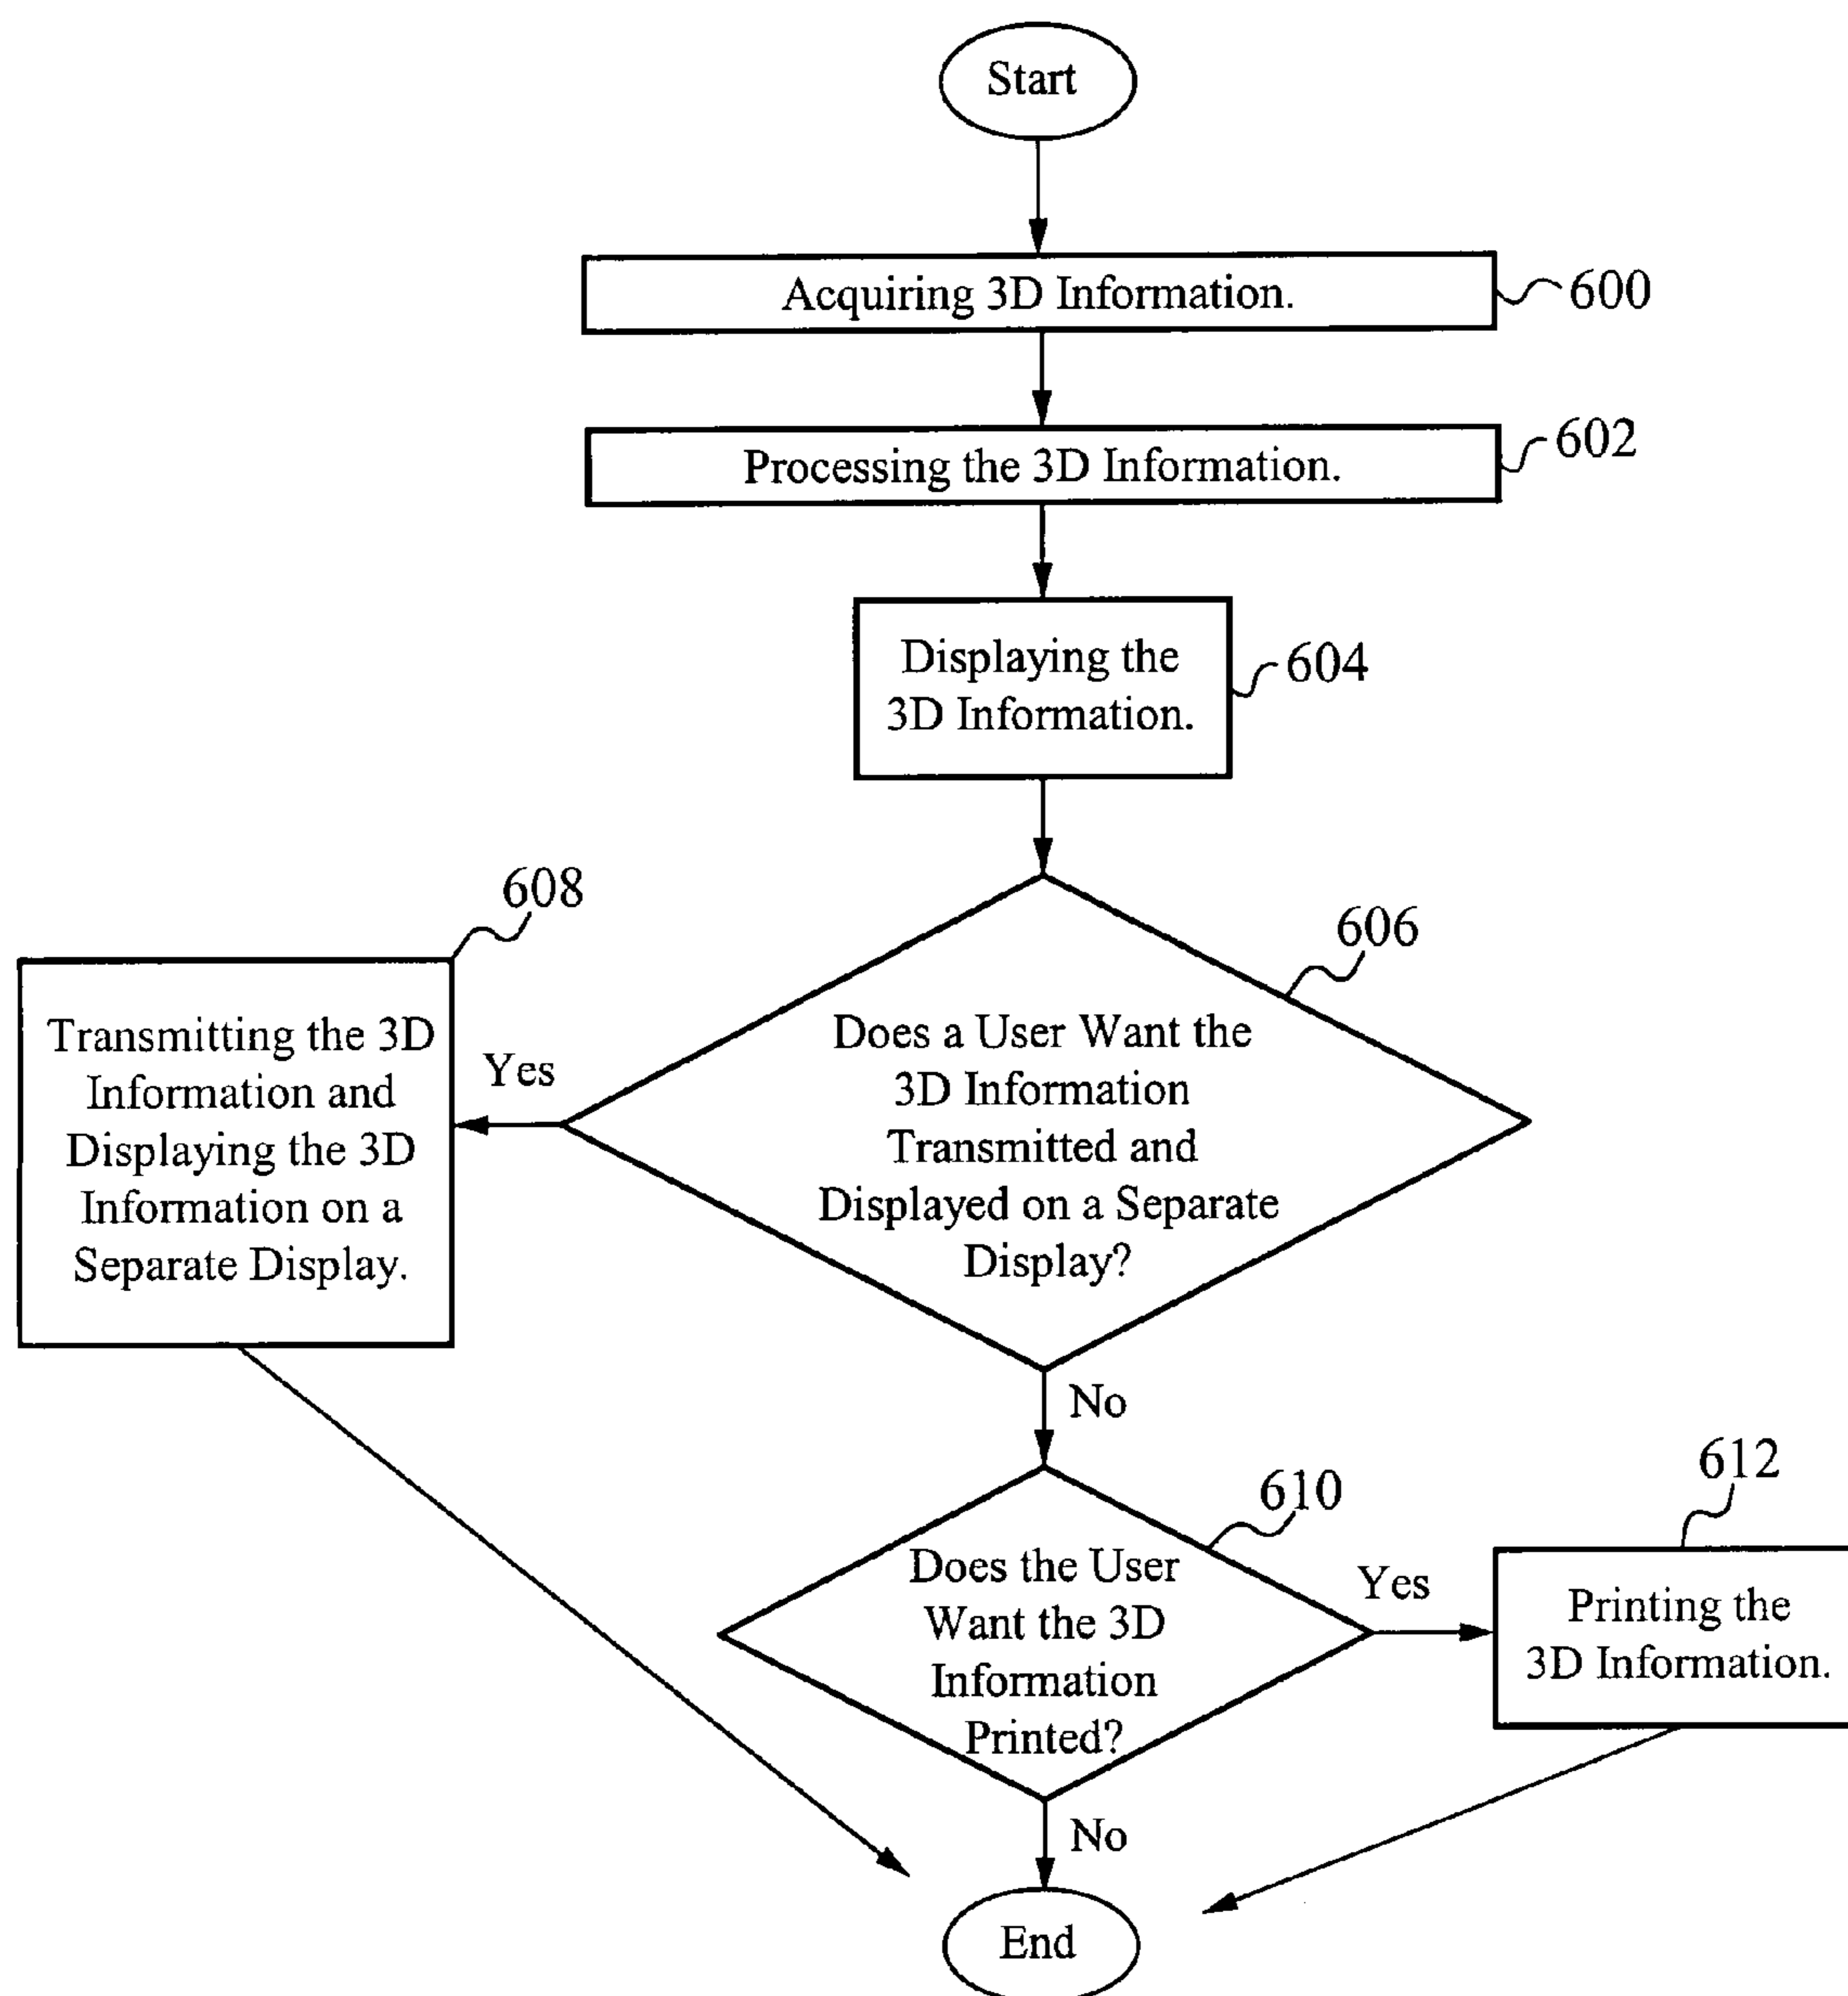 Start
Acquiring 3D Information.
600
Processing the 3D Information.
602
Displaying the
3D Information.
604
608
606
Transmitting the 3D
Information and
Displaying the 3D
Information on a
Separate Display.
Yes
Does a User Want the
3D Information
Transmitted and
Displayed on a Separate
Display?
No
610
612
Does the User
Want the 3D
Information
Printed?
Yes
Printing the
3D Information.
No
End